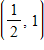 (1/2, 1)